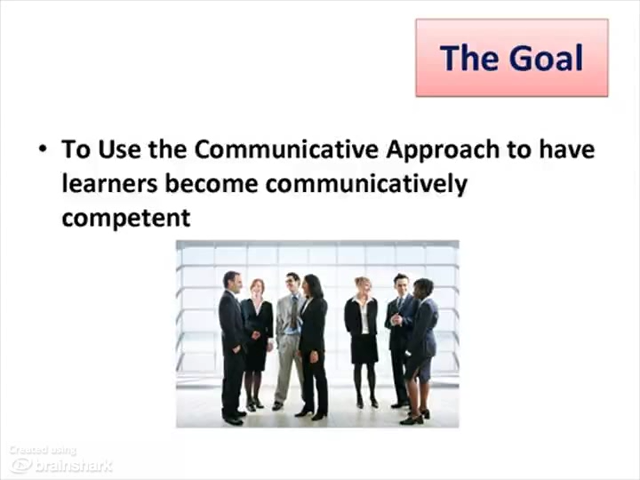 The Goal
• To Use the Communicative Approach to have
learners become communicatively
competent
Created using
brainshark